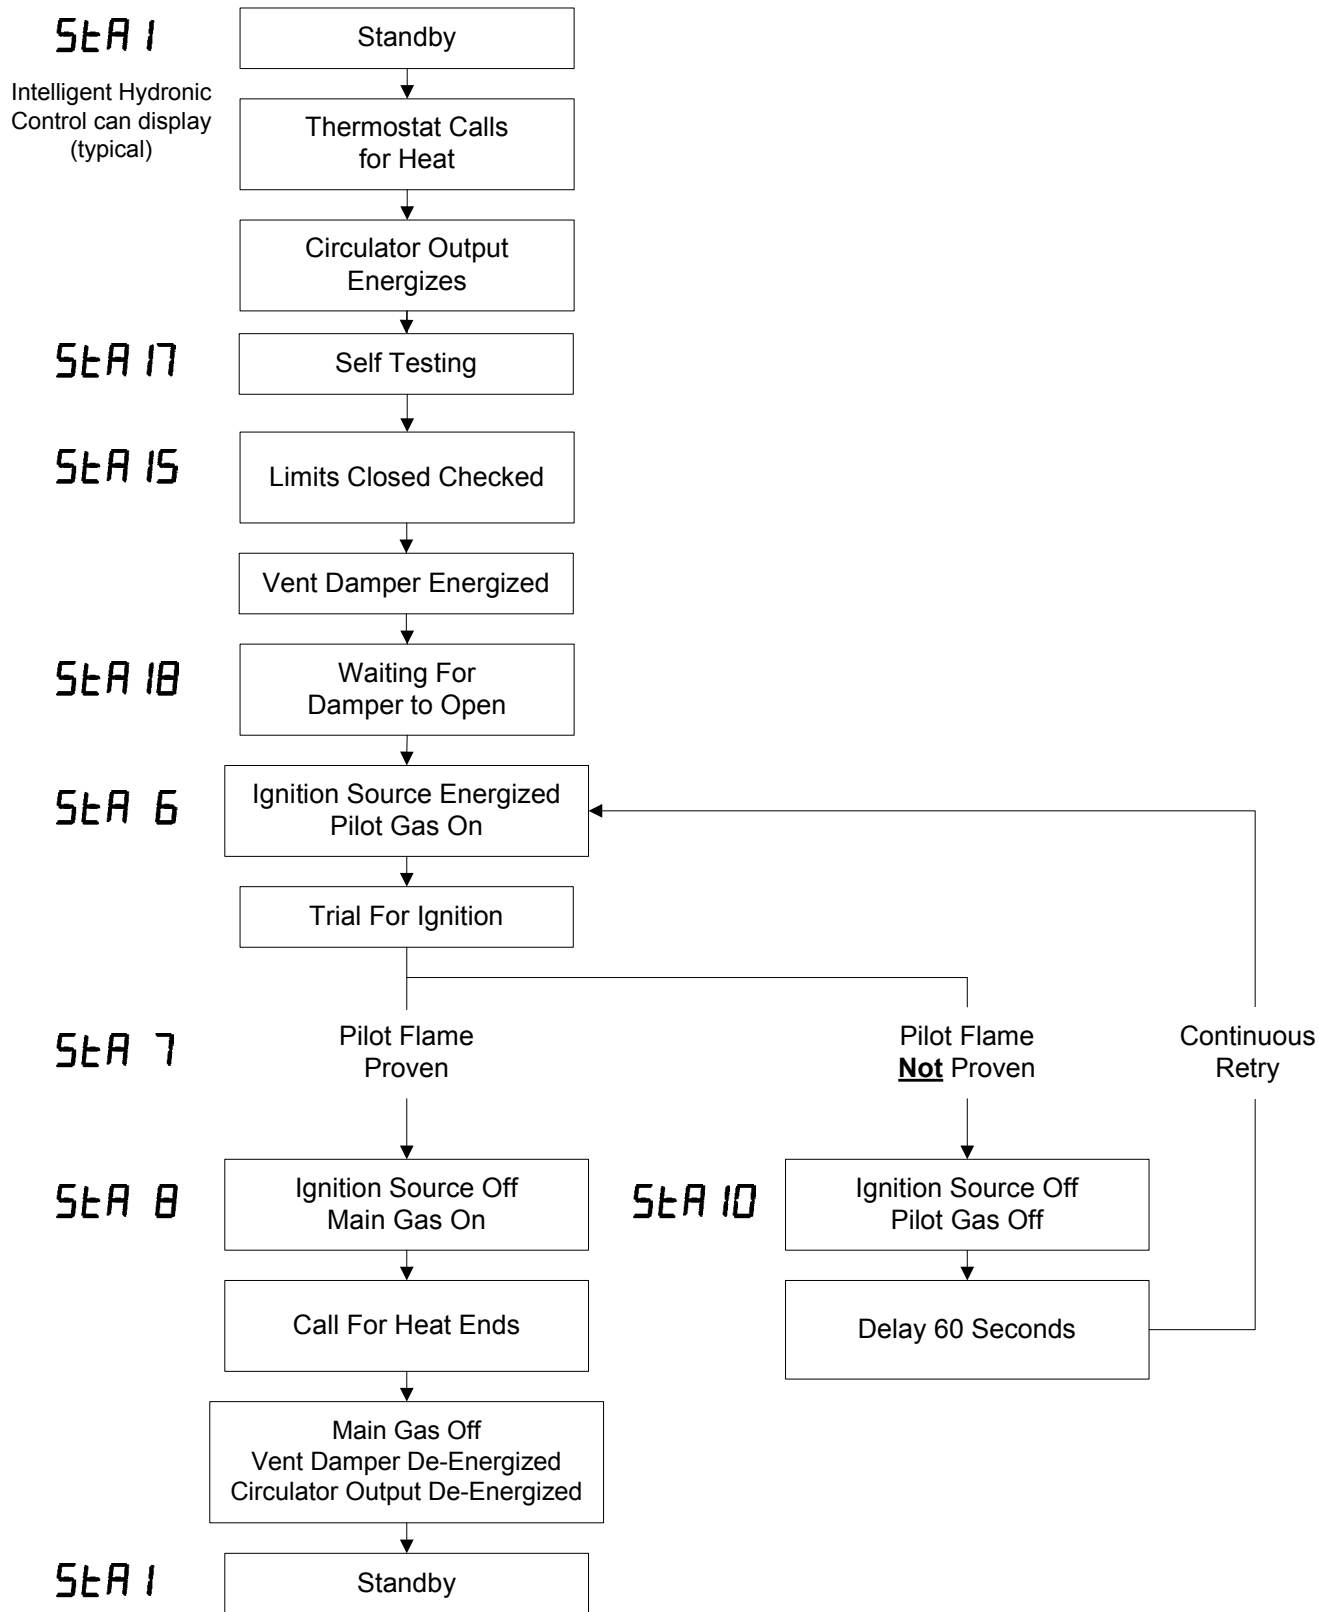 StA 1
Standby
Intelligent Hydronic
Control can display
(typical)
Thermostat Calls
for Heat
Circulator Output
Energizes
StA 17
Self Testing
StA 15
Limits Closed Checked
Vent Damper Energized
StA 18
Waiting For
Damper to Open
StA 6
Ignition Source Energized
Pilot Gas On
Trial For Ignition
StA 7
Pilot Flame
Proven
Pilot Flame
Not Proven
Continuous
Retry
StA 8
Ignition Source Off
Main Gas On
StA 10
Ignition Source Off
Pilot Gas Off
Call For Heat Ends
Delay 60 Seconds
Main Gas Off
Vent Damper De-Energized
Circulator Output De-Energized
StA 1
Standby